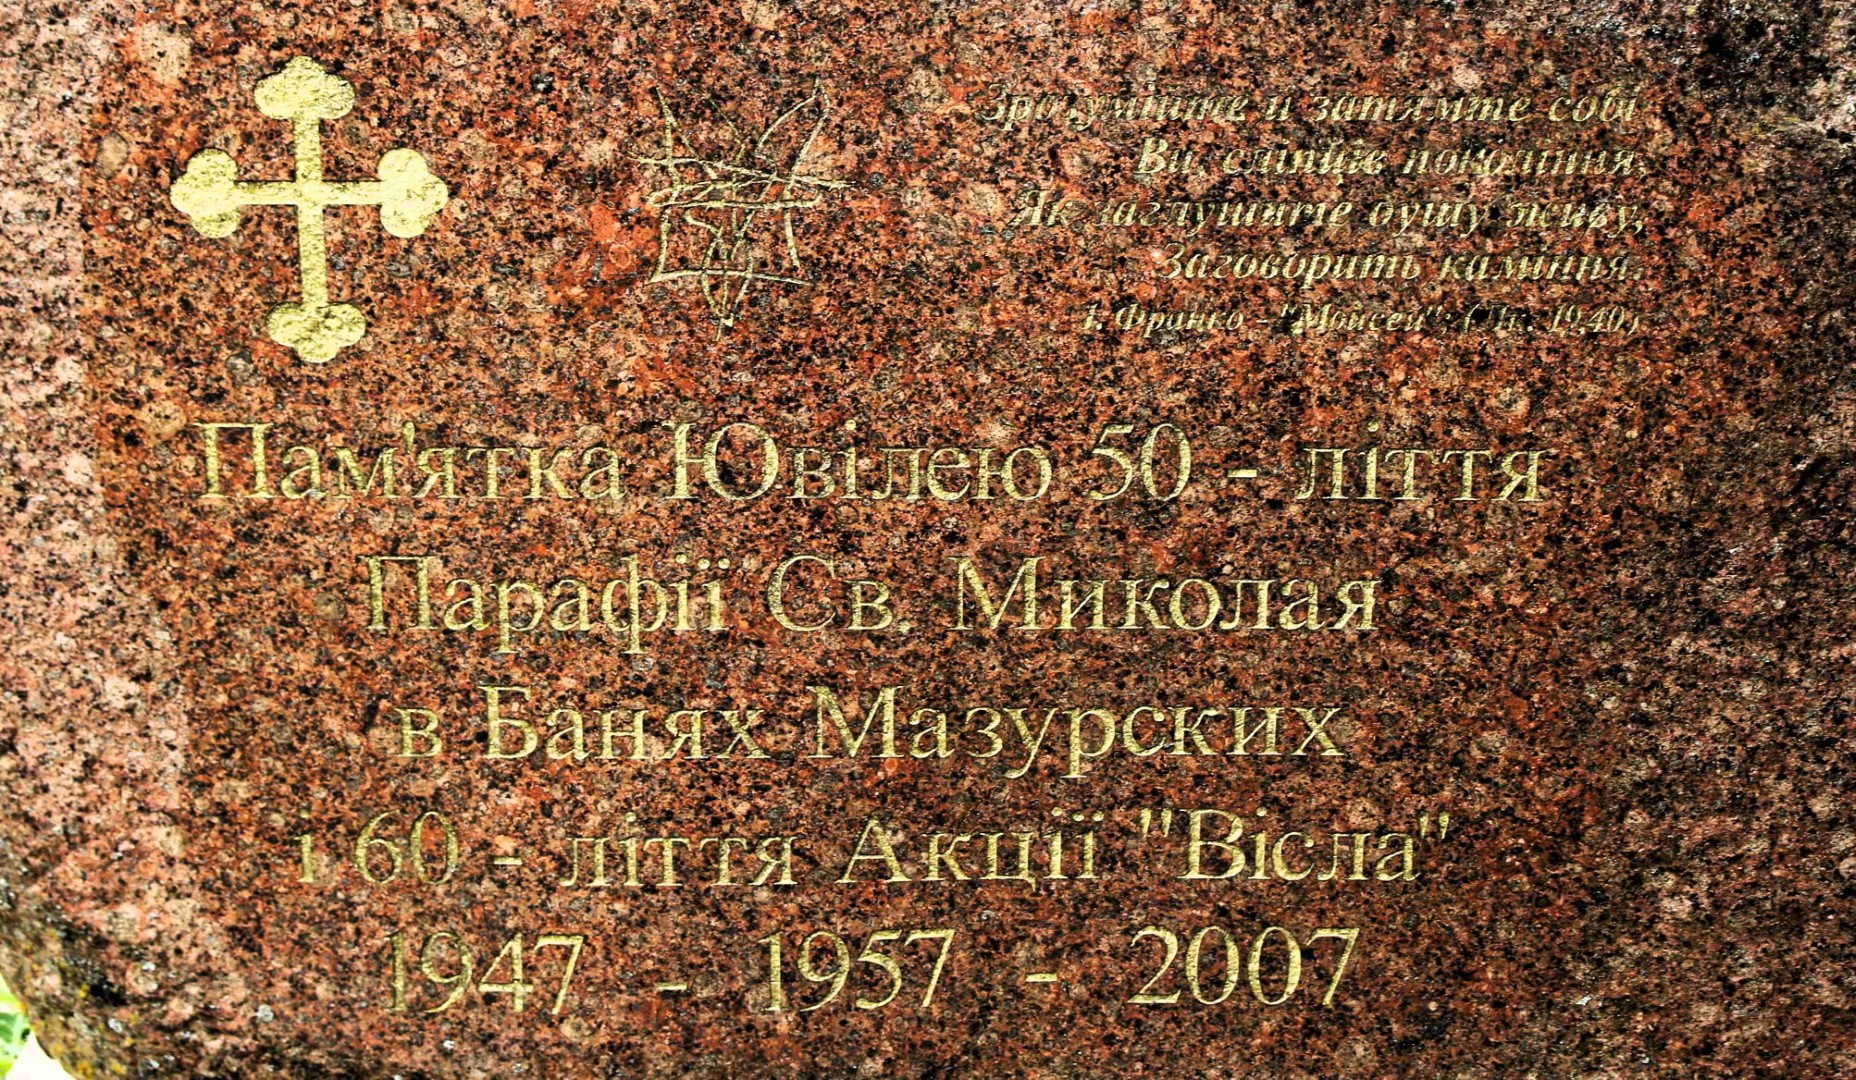 Зрозумійте и затямте собі
Ви, сліпціє покоління,
Як заглушите душу живу,
Заговорить каміння.
І. Франко - "Мойсей"; (Лк. 19,40)
Пам'ятка Ювілею 50 - ліття
Парафії Св. Миколая
в Банях Мазурских
і 60 - ліття Акції "Вісла"
1947 - 1957 - 2007